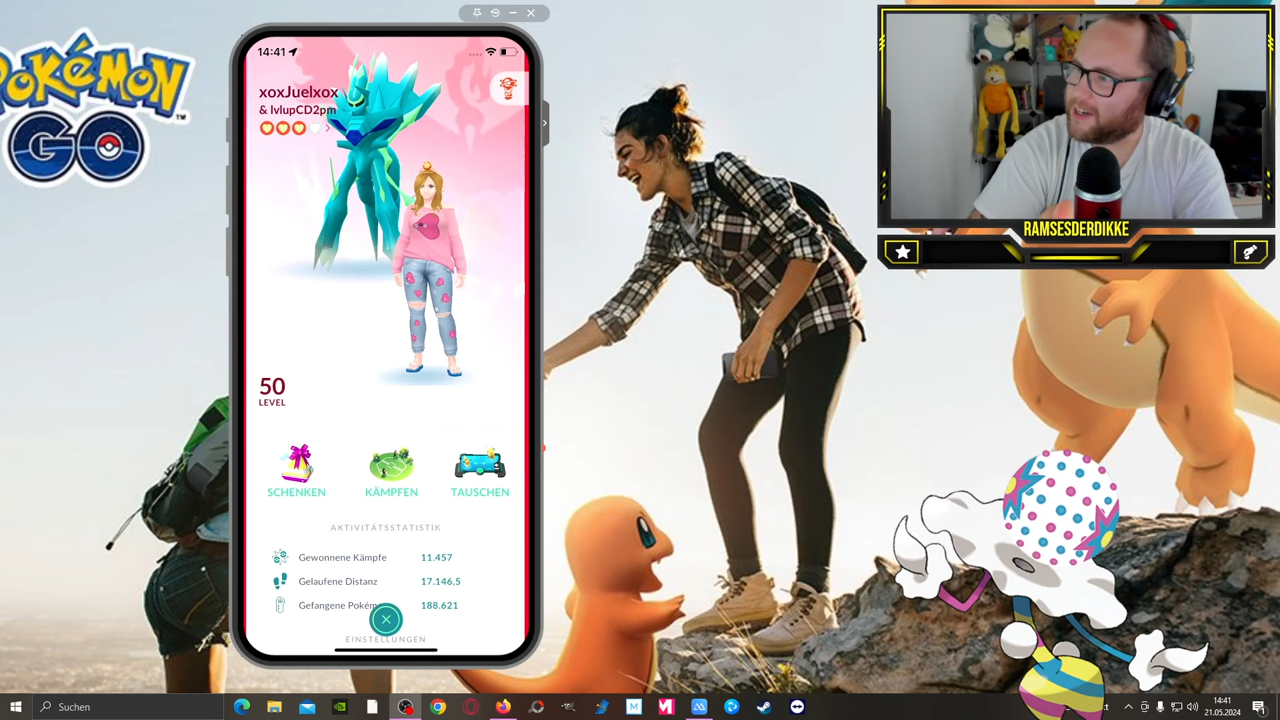 POKÉMON
GO
TM
14:41
xoxJuelxox
& lvlupCD2pm
50
LEVEL
SCHENKEN
KÄMPFEN
TAUSCHEN
AKTIVITÄTSSTATISTIK
Gewonnene Kämpfe 11.457
Gelaufene Distanz 17.146,5
Gefangene Pokém 188.621
EINSTELLUNGEN
RAMSESDERDIKKE
Suchen
14:41
21.05.2024